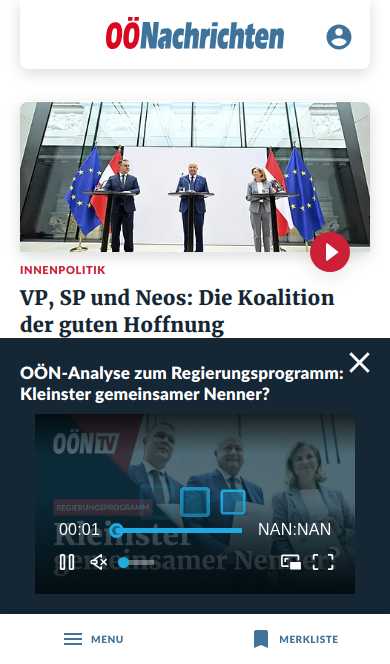 OÖNachrichten
INNENPOLITIK
VP, SP und Neos: Die Koalition
der guten Hoffnung
OÖN-Analyse zum Regierungsprogramm:
Kleinster gemeinsamer Nenner?
OÖN TV
REGIERUNGSPROGRAMM
Kleinster
gemeinsamer Nenner?
00:01 NAN:NAN
MENU MERKLISTE